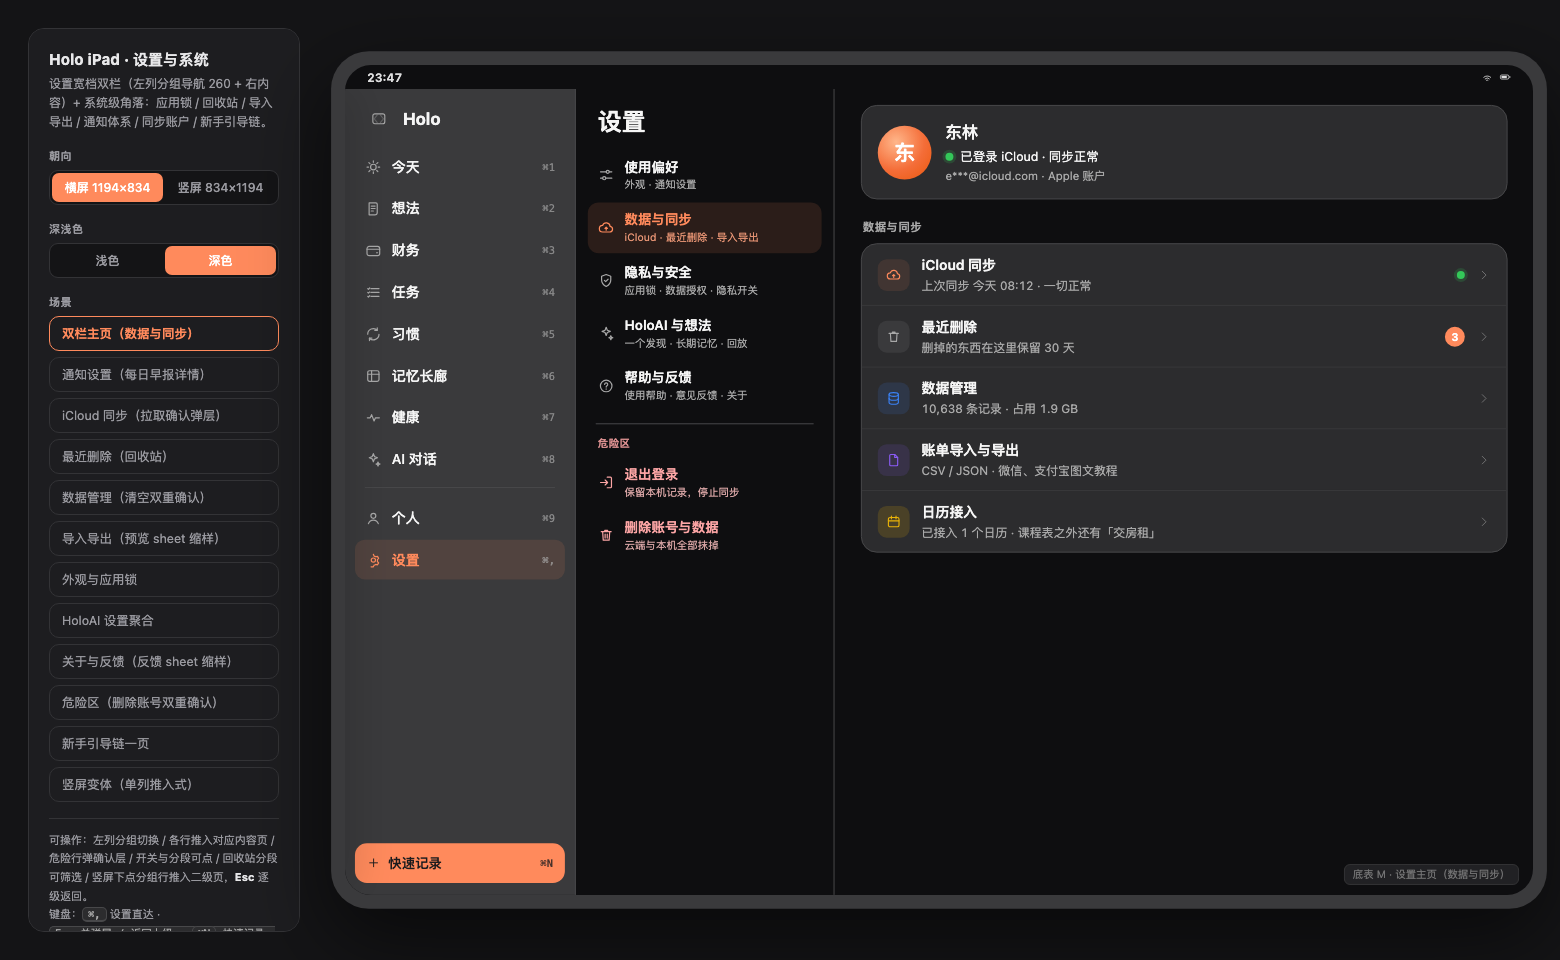 Holo iPad · 设置与系统
设置宽档双栏（左列分组导航 260 + 右内
容）+ 系统级角落：应用锁 / 回收站 / 导入
导出 / 通知体系 / 同步账户 / 新手引导链。
朝向
横屏 1194×834
竖屏 834×1194
深浅色
浅色
深色
场景
双栏主页（数据与同步）
通知设置（每日早报详情）
iCloud 同步（拉取确认弹层）
最近删除（回收站）
数据管理（清空双重确认）
导入导出（预览 sheet 缩样）
外观与应用锁
HoloAI 设置聚合
关于与反馈（反馈 sheet 缩样）
危险区（删除账号双重确认）
新手引导链一页
竖屏变体（单列推入式）
可操作：左列分组切换 / 各行推入对应内容页 /
危险行弹确认层 / 开关与分段可点 / 回收站分段
可筛选 / 竖屏下点分组行推入二级页，Esc 逐
级返回。
键盘：⌘, 设置直达 ·
23:47
Holo
今天 ⌘1
想法 ⌘2
财务 ⌘3
任务 ⌘4
习惯 ⌘5
记忆长廊 ⌘6
健康 ⌘7
AI 对话 ⌘8
个人 ⌘9
设置 ⌘,
快速记录 ⌘N
设置
使用偏好
外观 · 通知设置
数据与同步
iCloud · 最近删除 · 导入导出
隐私与安全
应用锁 · 数据授权 · 隐私开关
HoloAI 与想法
一个发现 · 长期记忆 · 回放
帮助与反馈
使用帮助 · 意见反馈 · 关于
危险区
退出登录
保留本机记录，停止同步
删除账号与数据
云端与本机全部抹掉
东
东林
已登录 iCloud · 同步正常
e***@icloud.com · Apple 账户
数据与同步
iCloud 同步
上次同步 今天 08:12 · 一切正常
最近删除
删掉的东西在这里保留 30 天
3
数据管理
10,638 条记录 · 占用 1.9 GB
账单导入与导出
CSV / JSON · 微信、支付宝图文教程
日历接入
已接入 1 个日历 · 课程表之外还有「交房租」
底表 M · 设置主页（数据与同步）